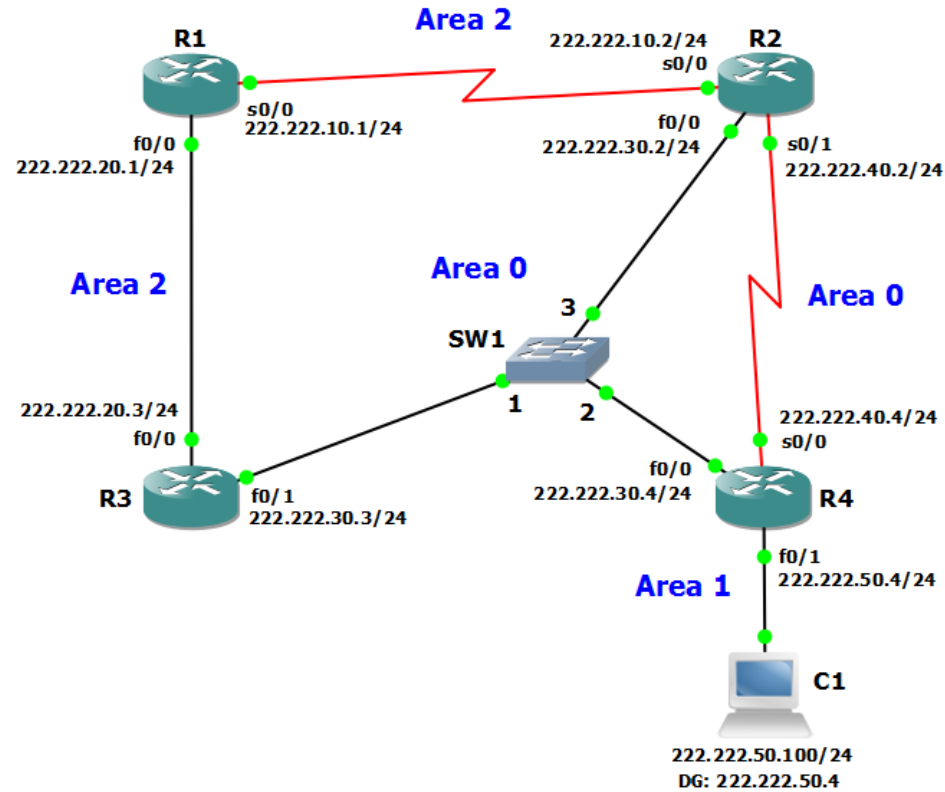 Area 2
R1
222.222.10.2/24
s0/0
R2
s0/0
222.222.10.1/24
f0/0
222.222.20.1/24
f0/0
222.222.30.2/24
s0/1
222.222.40.2/24
Area 2
Area 0
Area 0
3
SW1
1
2
222.222.20.3/24
f0/0
222.222.40.4/24
s0/0
R3
f0/1
222.222.30.3/24
f0/0
222.222.30.4/24
R4
f0/1
222.222.50.4/24
Area 1
C1
222.222.50.100/24
DG: 222.222.50.4